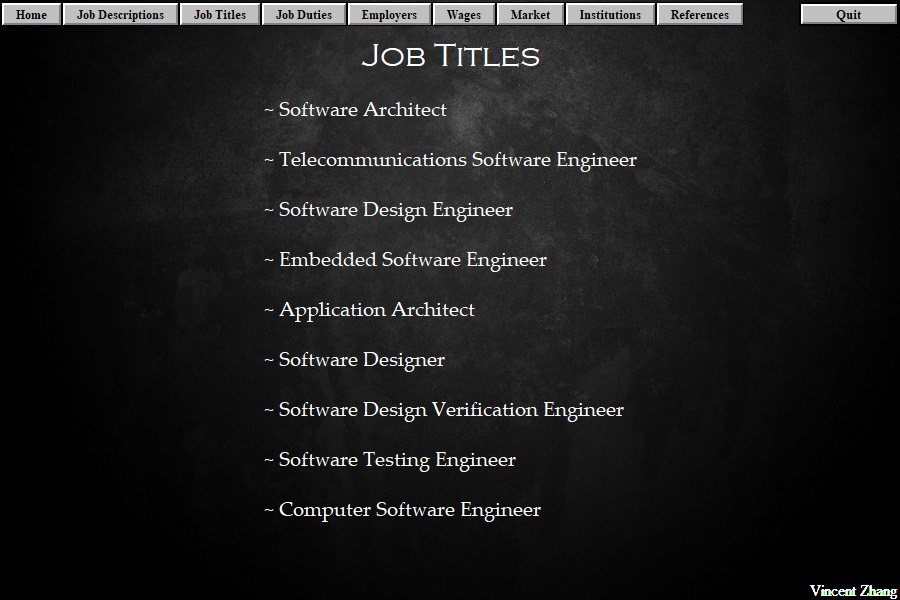 Home Job Descriptions Job Titles Job Duties Employers Wages Market Institutions References Quit
Job Titles
~ Software Architect
~ Telecommunications Software Engineer
~ Software Design Engineer
~ Embedded Software Engineer
~ Application Architect
~ Software Designer
~ Software Design Verification Engineer
~ Software Testing Engineer
~ Computer Software Engineer
Vincent Zhang